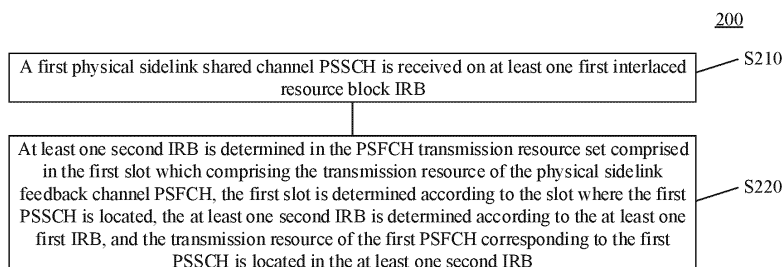 200
A first physical sidelink shared channel PSSCH is received on at least one first interlaced
resource block IRB
S210
At least one second IRB is determined in the PSFCH transmission resource set comprised
in the first slot which comprising the transmission resource of the physical sidelink
feedback channel PSFCH, the first slot is determined according to the slot where the first
PSSCH is located, the at least one second IRB is determined according to the at least one
first IRB, and the transmission resource of the first PSFCH corresponding to the first
PSSCH is located in the at least one second IRB
S220